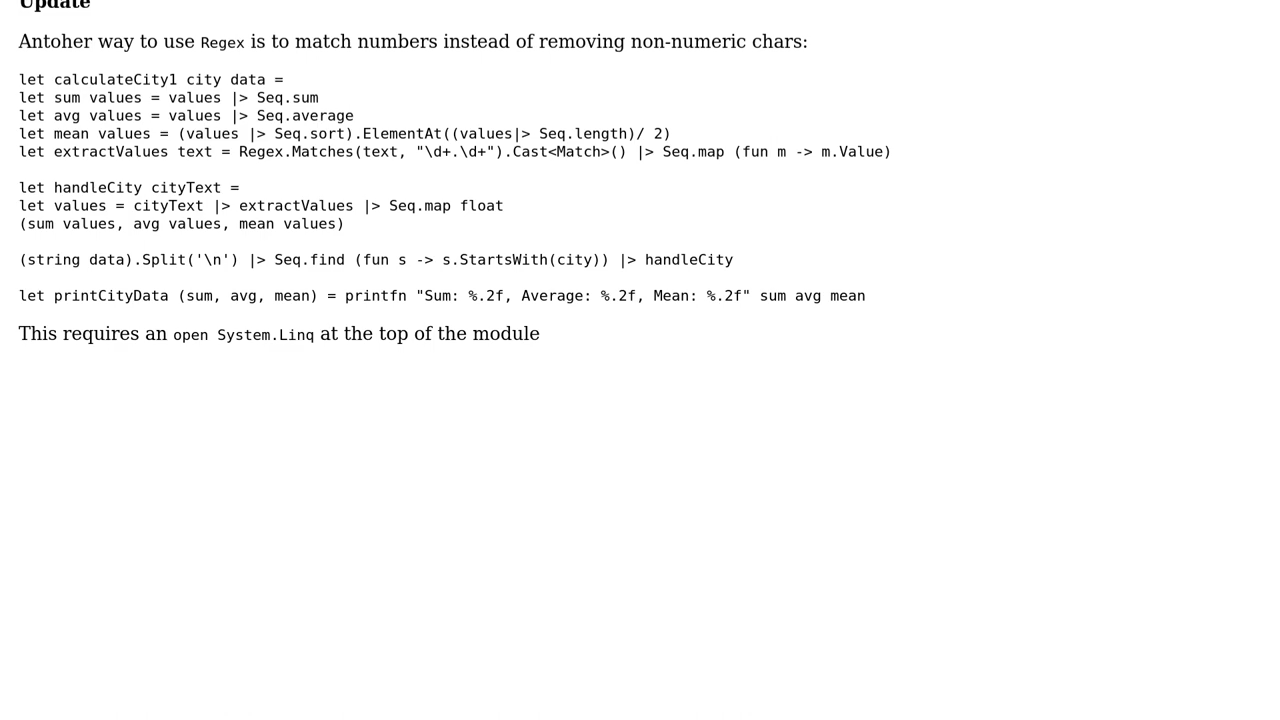 Update
Antoher way to use Regex is to match numbers instead of removing non-numeric chars:
let calculateCity1 city data =
let sum values = values |> Seq.sum
let avg values = values |> Seq.average
let mean values = (values |> Seq.sort).ElementAt((values|> Seq.length)/ 2)
let extractValues text = Regex.Matches(text, "\d+.\d+").Cast<Match>() |> Seq.map (fun m -> m.Value)
let handleCity cityText =
let values = cityText |> extractValues |> Seq.map float
(sum values, avg values, mean values)
(string data).Split('\n') |> Seq.find (fun s -> s.StartsWith(city)) |> handleCity
let printCityData (sum, avg, mean) = printfn "Sum: %.2f, Average: %.2f, Mean: %.2f" sum avg mean
This requires an open System.Linq at the top of the module